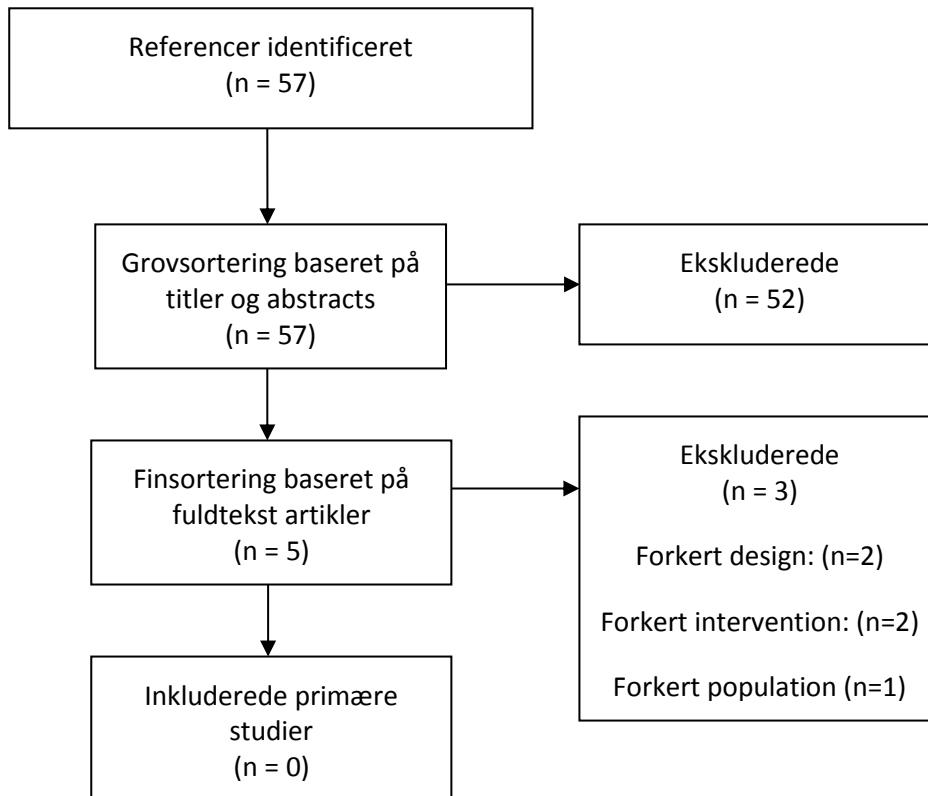 Referencer identificeret
(n = 57)
Grovsortering baseret på
titler og abstracts
(n = 57)
Ekskluderede
(n = 52)
Finsortering baseret på
fuldtekst artikler
(n = 5)
Ekskluderede
(n = 3)
Forkert design: (n=2)
Forkert intervention: (n=2)
Forkert population (n=1)
Inkluderede primære
studier
(n = 0)